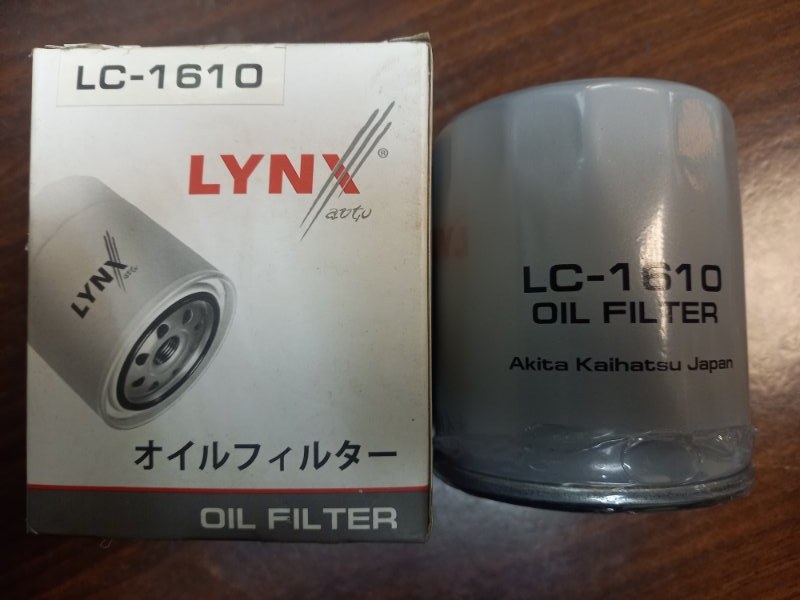 LC-1610
LYNX®
auto
LYNX
auto
オイルフィルター
OIL FILTER
LC-1610
OIL FILTER
Akita Kaihatsu Japan